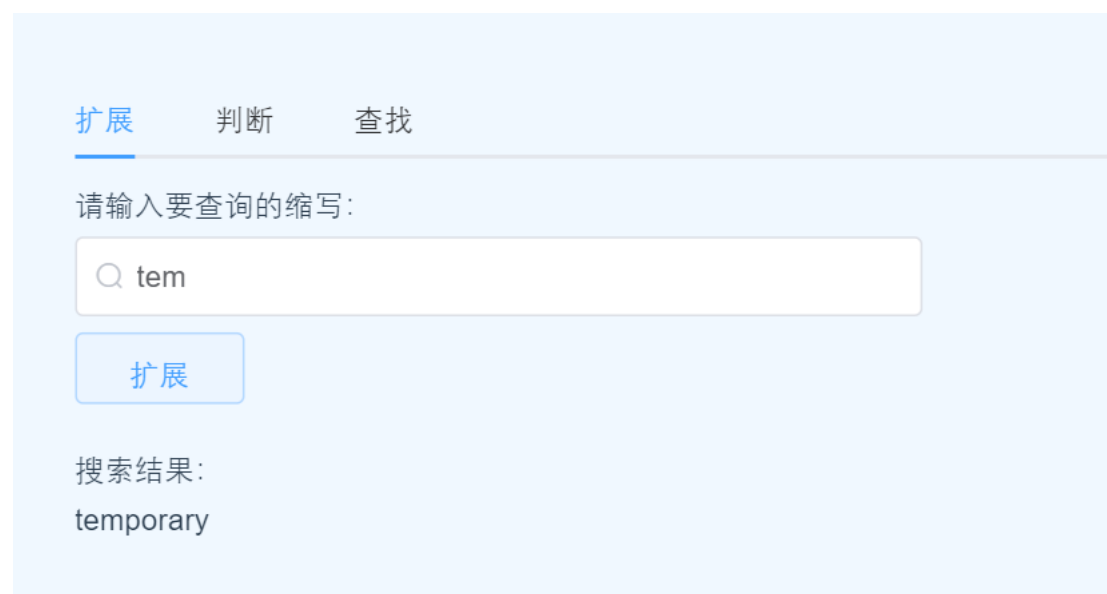 扩展 判断 查找
请输入要查询的缩写:
tem
扩展
搜索结果:
temporary